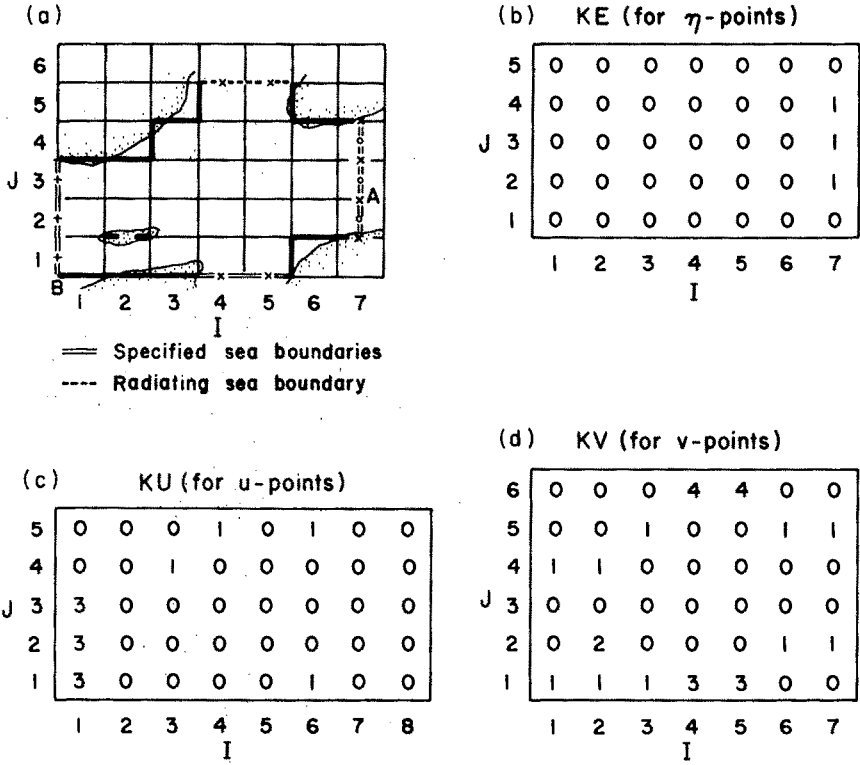 (a)
6
5
4
J 3
2
1
A
B
1 2 3 4 5 6 7
I
Specified sea boundaries
Radiating sea boundary
(b) KE (for η-points)
5 0 0 0 0 0 0 0
4 0 0 0 0 0 0 1
J 3 0 0 0 0 0 0 1
2 0 0 0 0 0 0 1
1 0 0 0 0 0 0 0
1 2 3 4 5 6 7
I
(c) KU (for u-points)
5 0 0 0 1 0 1 0 0
4 0 0 1 0 0 0 0 0
J 3 3 0 0 0 0 0 0 0
2 3 0 0 0 0 0 0 0
1 3 0 0 0 0 1 0 0
1 2 3 4 5 6 7 8
I
(d) KV (for v-points)
6 0 0 0 4 4 0 0
5 0 0 1 0 0 1 1
4 1 1 0 0 0 0 0
J 3 0 0 0 0 0 0 0
2 0 2 0 0 0 1 1
1 1 1 1 3 3 0 0
1 2 3 4 5 6 7
I